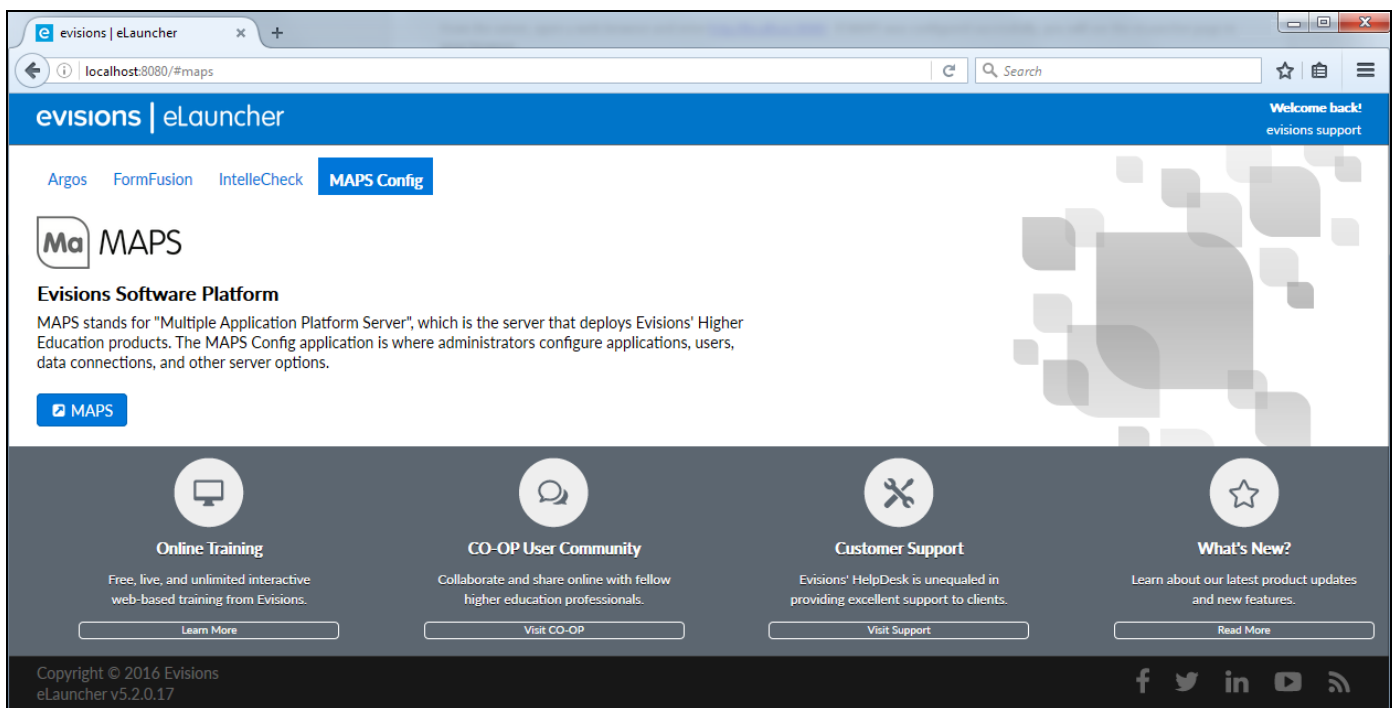 evisions | eLauncher
localhost:8080/#maps
Search
evisions | eLauncher
Welcome back!
evisions support
Argos FormFusion IntelleCheck MAPS Config
Ma MAPS
Evisions Software Platform
MAPS stands for "Multiple Application Platform Server", which is the server that deploys Evisions' Higher
Education products. The MAPS Config application is where administrators configure applications, users,
data connections, and other server options.
MAPS
Online Training
Free, live, and unlimited interactive
web-based training from Evisions.
Learn More
CO-OP User Community
Collaborate and share online with fellow
higher education professionals.
Visit CO-OP
Customer Support
Evisions' HelpDesk is unequaled in
providing excellent support to clients.
Visit Support
What's New?
Learn about our latest product updates
and new features.
Read More
Copyright © 2016 Evisions
eLauncher v5.2.0.17